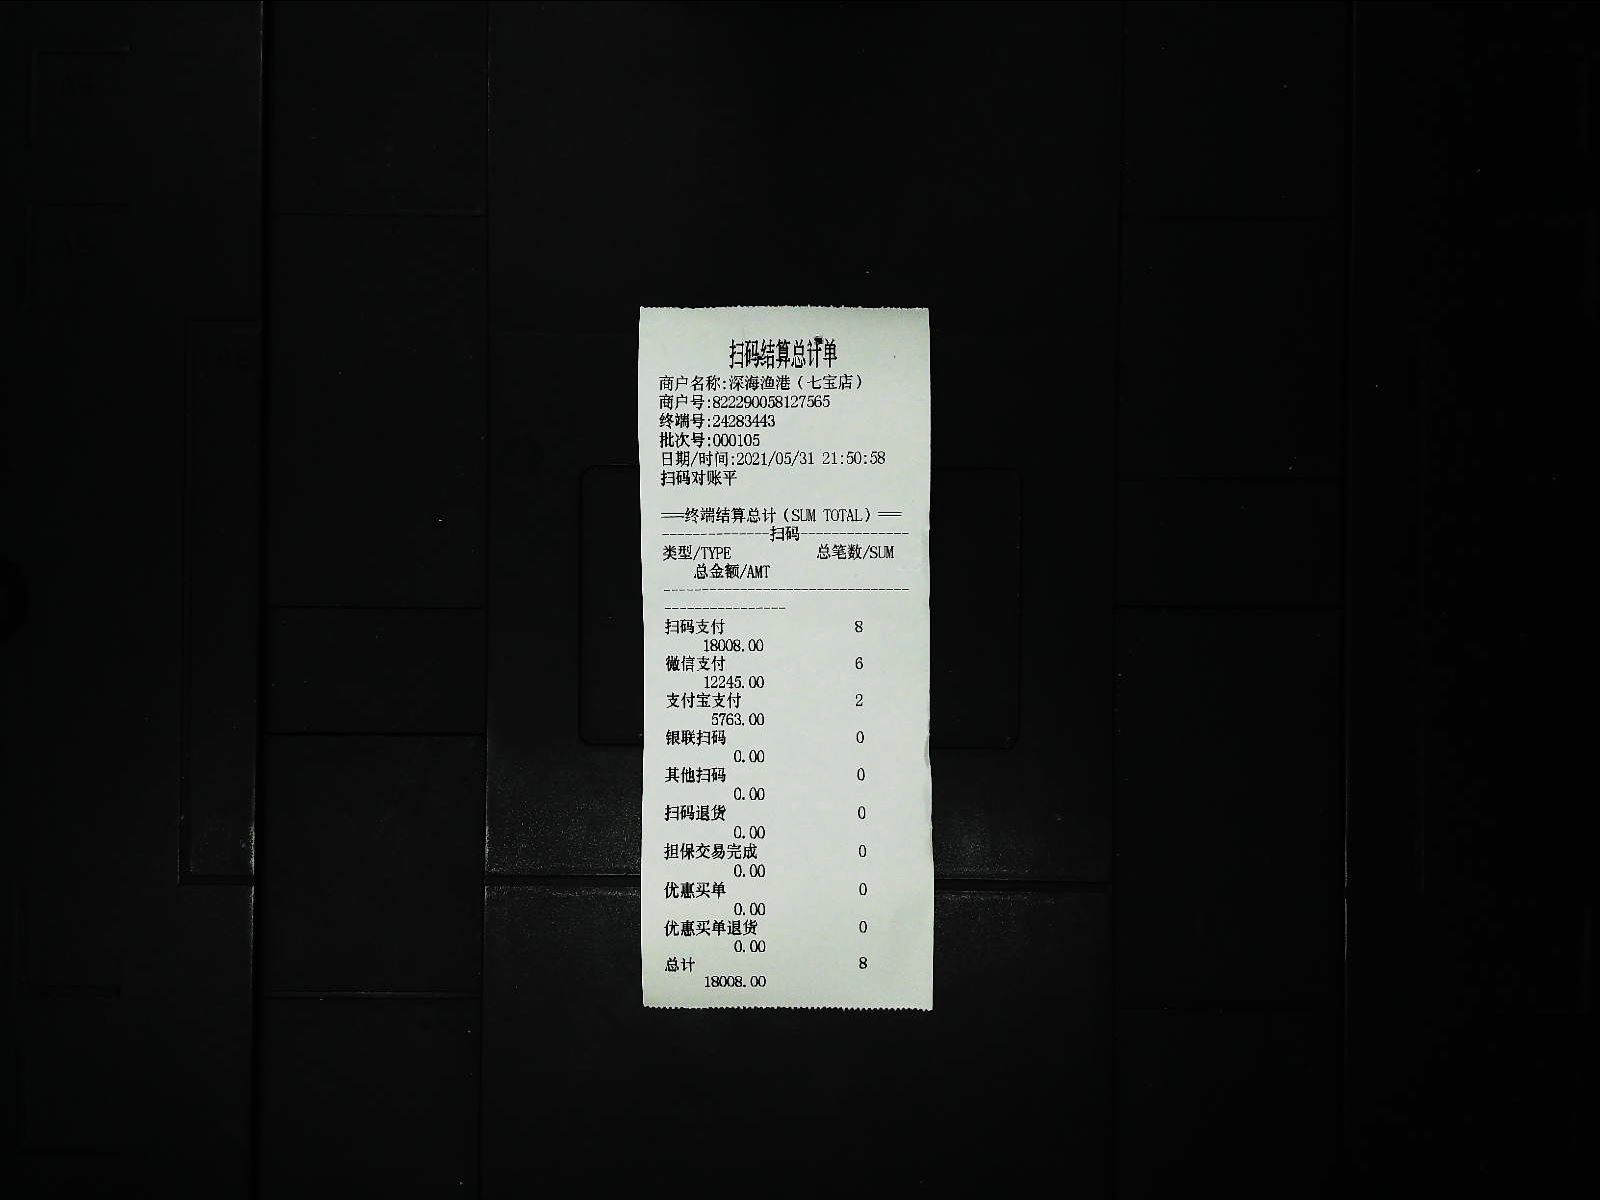 扫码结算总计单
商户名称:深海渔港(七宝店)
商户号:822290058127565
终端号:24283443
批次号:000105
日期/时间:2021/05/31 21:50:58
扫码对账平
==终端结算总计(SUM TOTAL)==
--------------扫码--------------
类型/TYPE 总笔数/SUM
总金额/AMT
--------------------------------
----------------
扫码支付 8
18008.00
微信支付 6
12245.00
支付宝支付 2
5763.00
银联扫码 0
0.00
其他扫码 0
0.00
扫码退货 0
0.00
担保交易完成 0
0.00
优惠买单 0
0.00
优惠买单退货 0
0.00
总计 8
18008.00